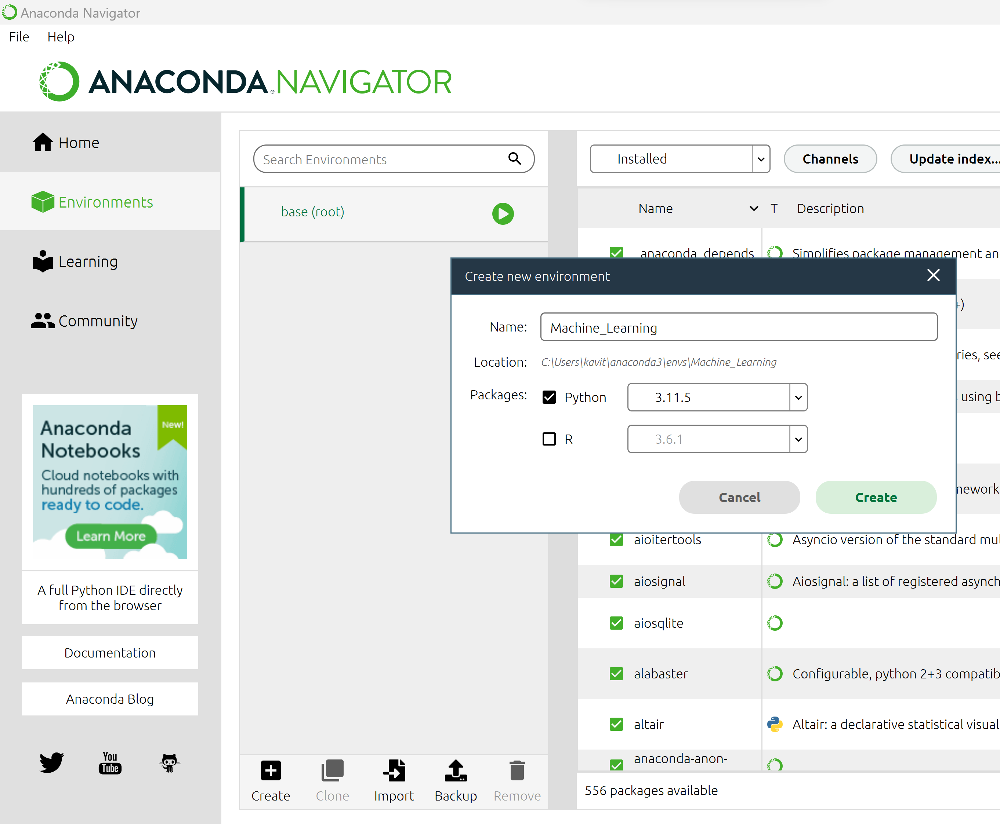 Anaconda Navigator
File Help
ANACONDA.NAVIGATOR
Home
Environments
Learning
Community
Anaconda
Notebooks
New!
Cloud notebooks with
hundreds of packages
ready to code.
Learn More
A full Python IDE directly
from the browser
Documentation
Anaconda Blog
You
Tube
Search Environments
base (root)
Create Clone Import Backup Remove
Installed Channels Update index...
Name T Description
anaconda_depends Simplifies package management an
Create new environment
Name: Machine_Learning
Location: C:\Users\kavit\anaconda3\envs\Machine_Learning
Packages: Python 3.11.5
R 3.6.1
Cancel Create
+)
ries, see
using b
mework
aioitertools Asyncio version of the standard mul
aiosignal Aiosignal: a list of registered asynch
aiosqlite
alabaster Configurable, python 2+3 compatib
altair Altair: a declarative statistical visual
anaconda-anon-
556 packages available